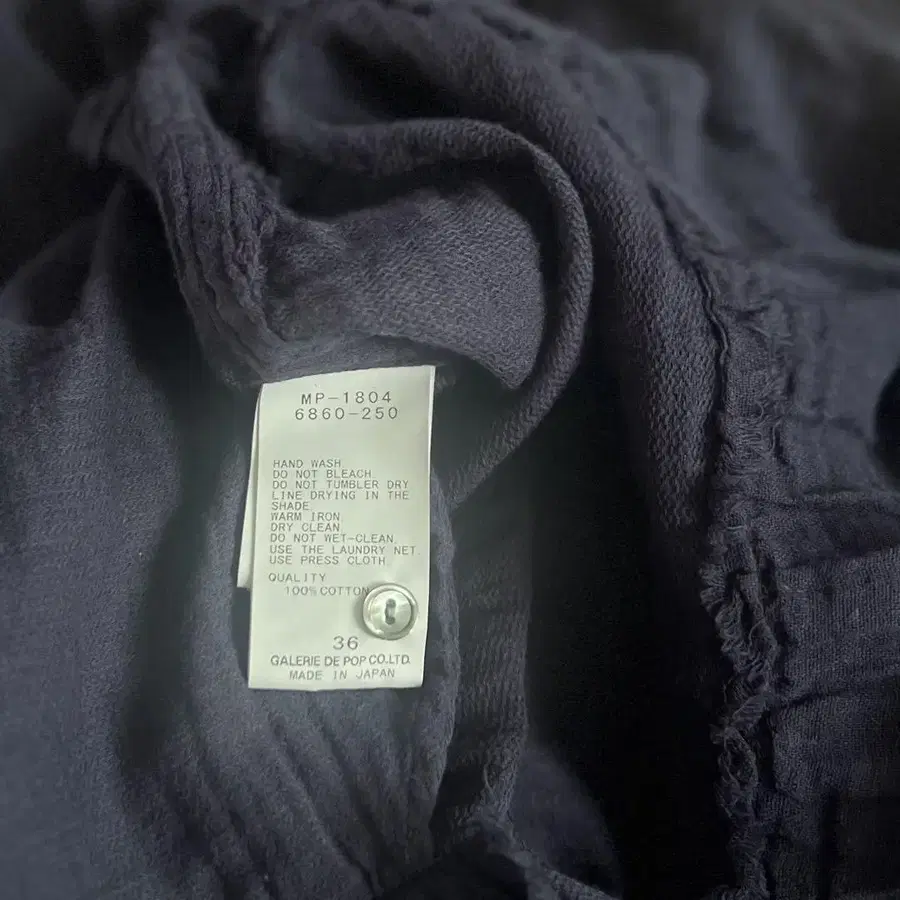 MP-1804
6860-250
HAND WASH.
DO NOT BLEACH.
DO NOT TUMBLER DRY
LINE DRYING IN THE
SHADE.
WARM IRON.
DRY CLEAN.
DO NOT WET-CLEAN.
USE THE LAUNDRY NET.
USE PRESS CLOTH.
QUALITY
100% COTTON
36
GALERIE DE POP CO.LTD.
MADE IN JAPAN